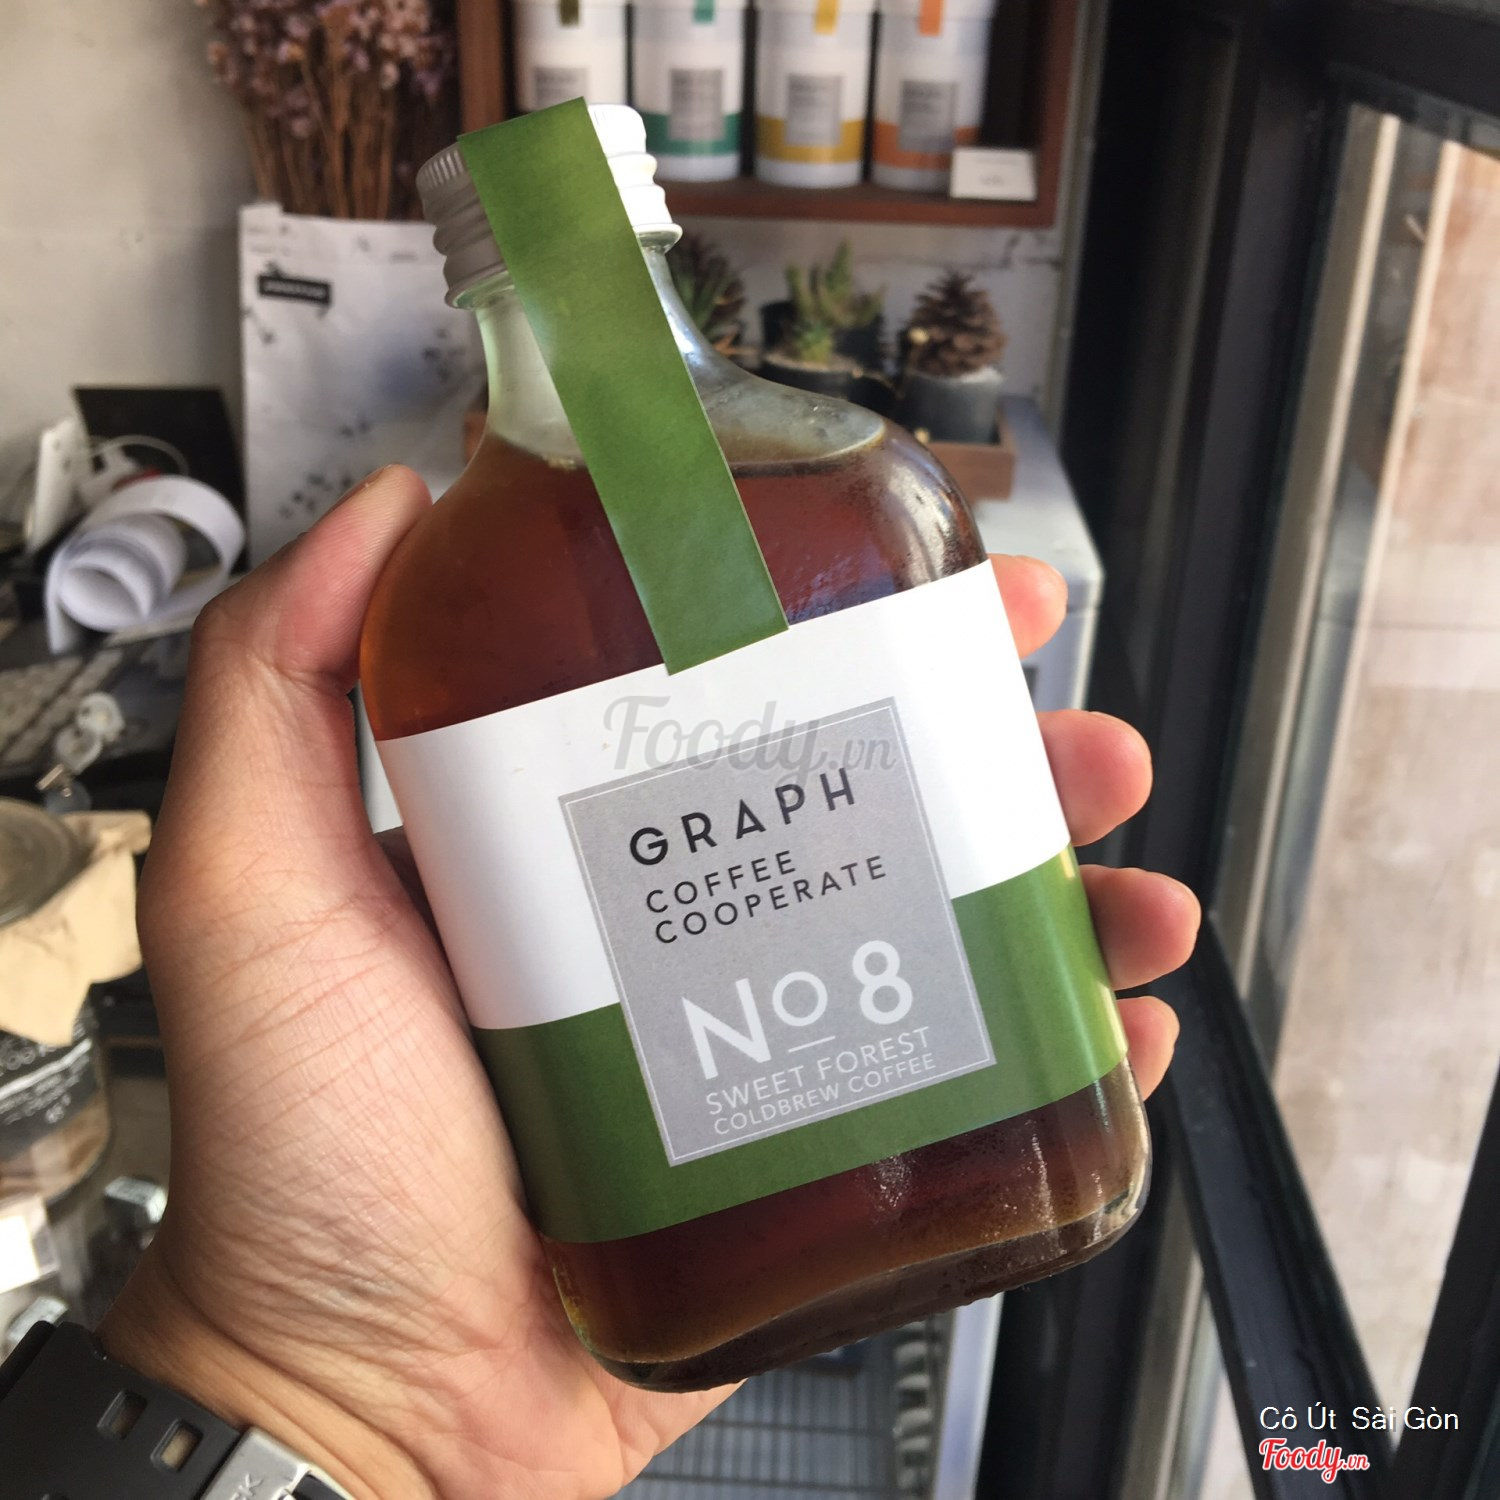 Foody.vn
GRAPH
COFFEE
COOPERATE
No 8
SWEET FOREST
COLDBREW COFFEE
Cô Út Sài Gòn
Foody.vn